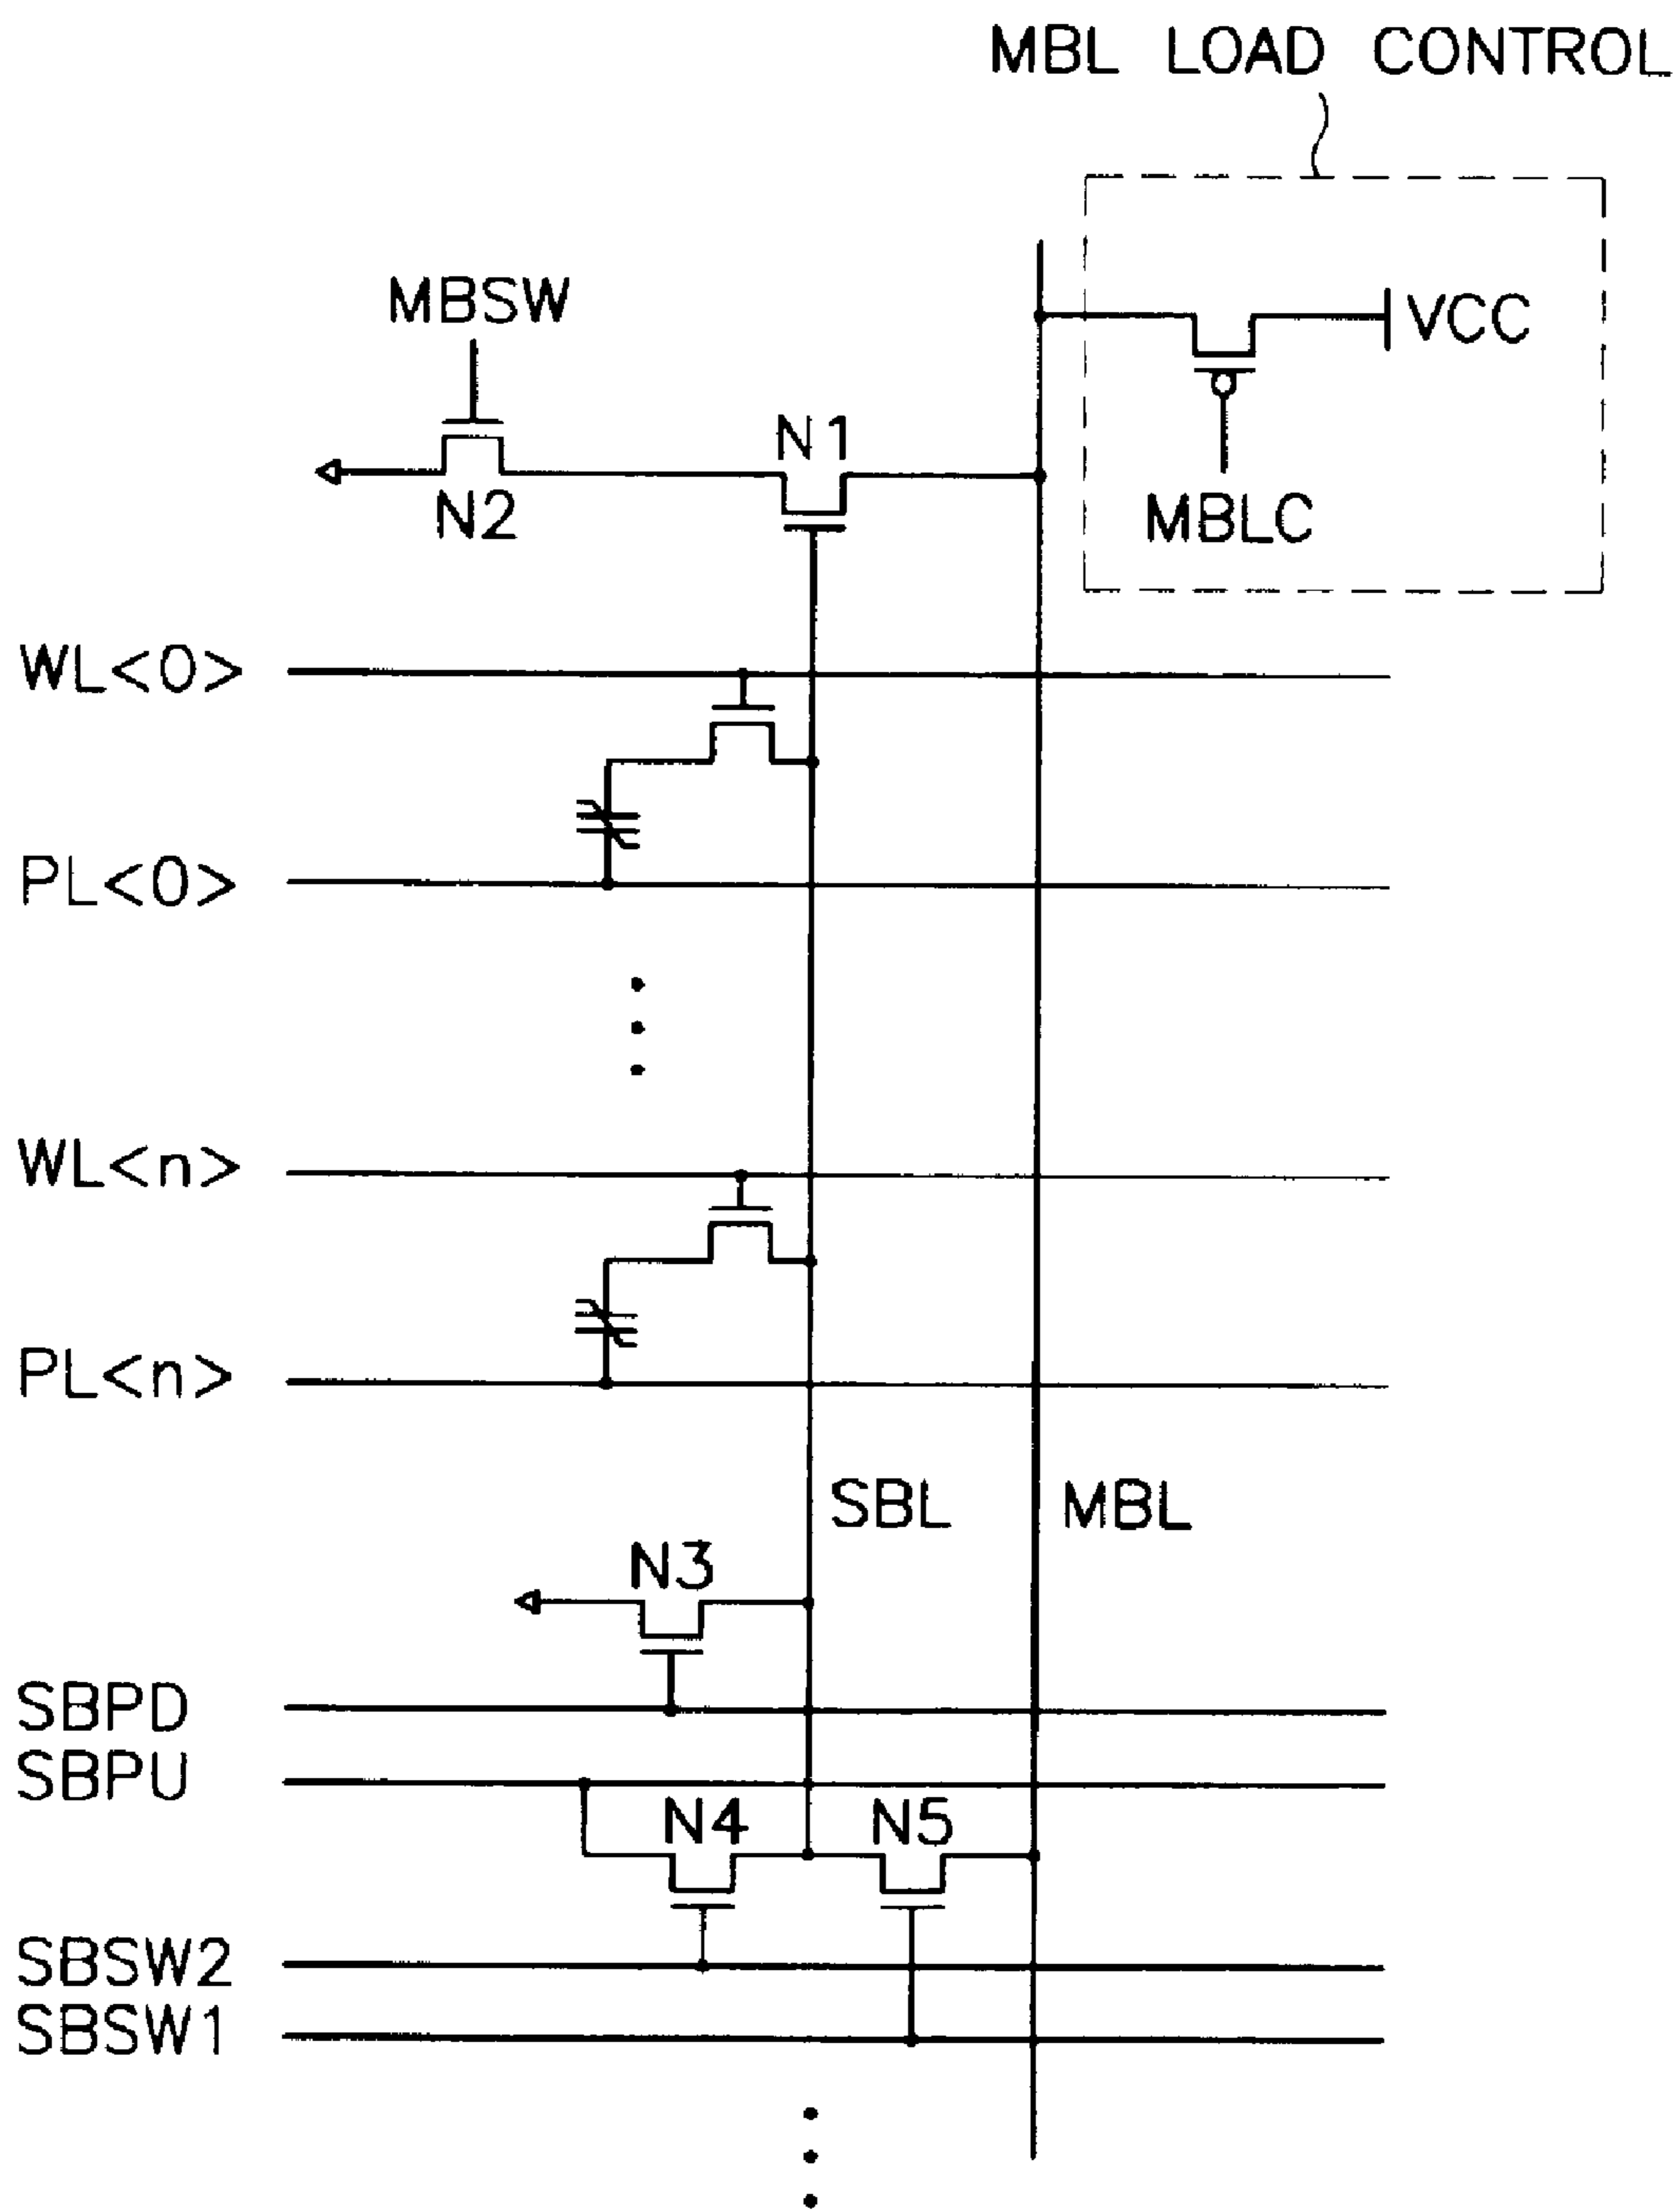 MBL LOAD CONTROL
MBSW
VCC
N1
N2
MBLC
WL<0>
PL<0>
WL<n>
PL<n>
SBL
MBL
N3
SBPD
SBPU
N4
N5
SBSW2
SBSW1